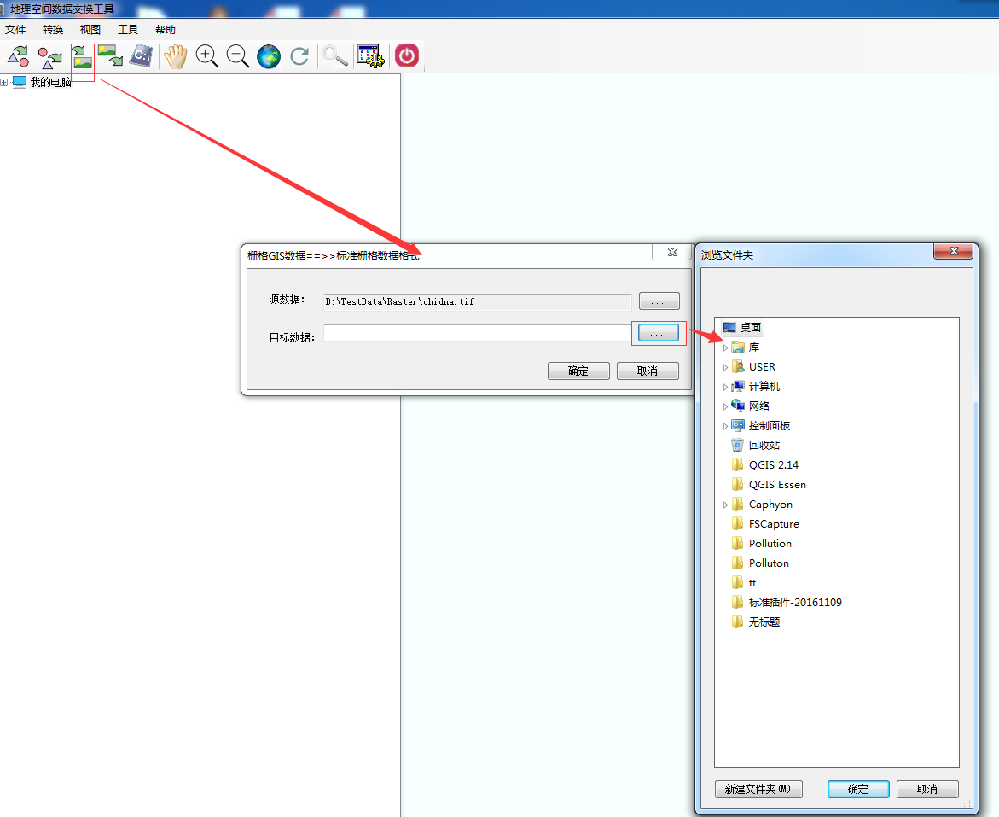 地理空间数据交换工具
文件 转换 视图 工具 帮助
C:\
我的电脑
栅格GIS数据==>>标准栅格数据格式
源数据: D:\TestData\Raster\chidna.tif ...
目标数据: ...
确定 取消
浏览文件夹
桌面
库
USER
计算机
网络
控制面板
回收站
QGIS 2.14
QGIS Essen
Caphyon
FSCapture
Pollution
Polluton
tt
标准插件-20161109
无标题
新建文件夹(M) 确定 取消